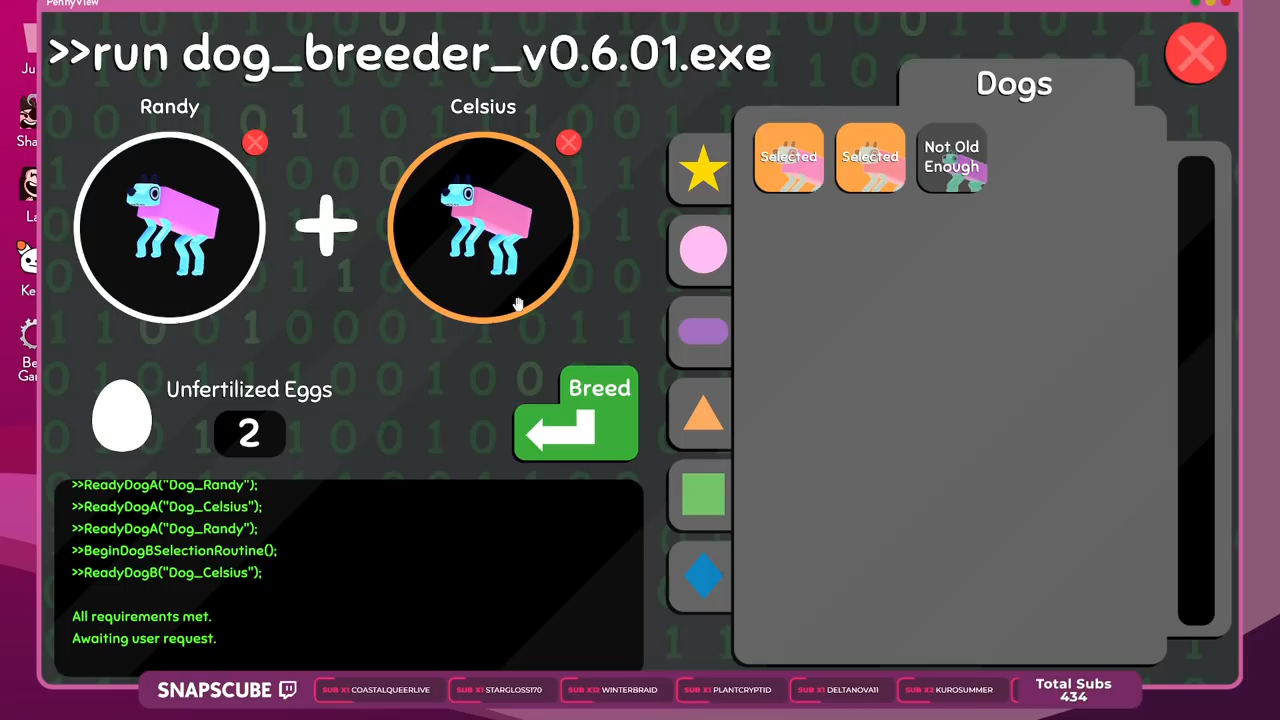 PennyView
>>run dog_breeder_v0.6.01.exe
Randy
Celsius
Dogs
Selected
Selected
Not Old
Enough
Unfertilized Eggs
2
Breed
>>ReadyDogA("Dog_Randy");
>>ReadyDogA("Dog_Celsius");
>>ReadyDogA("Dog_Randy");
>>BeginDogBSelectionRoutine();
>>ReadyDogB("Dog_Celsius");
All requirements met.
Awaiting user request.
SNAPSCUBE
SUB X1 COASTALQUEERLIVE
SUB X1 STARGLOSS170
SUB X12 WINTERBRAID
SUB X1 PLANTCRYPTID
SUB X1 DELTANOVA11
SUB X2 KUROSUMMER
Total Subs
434